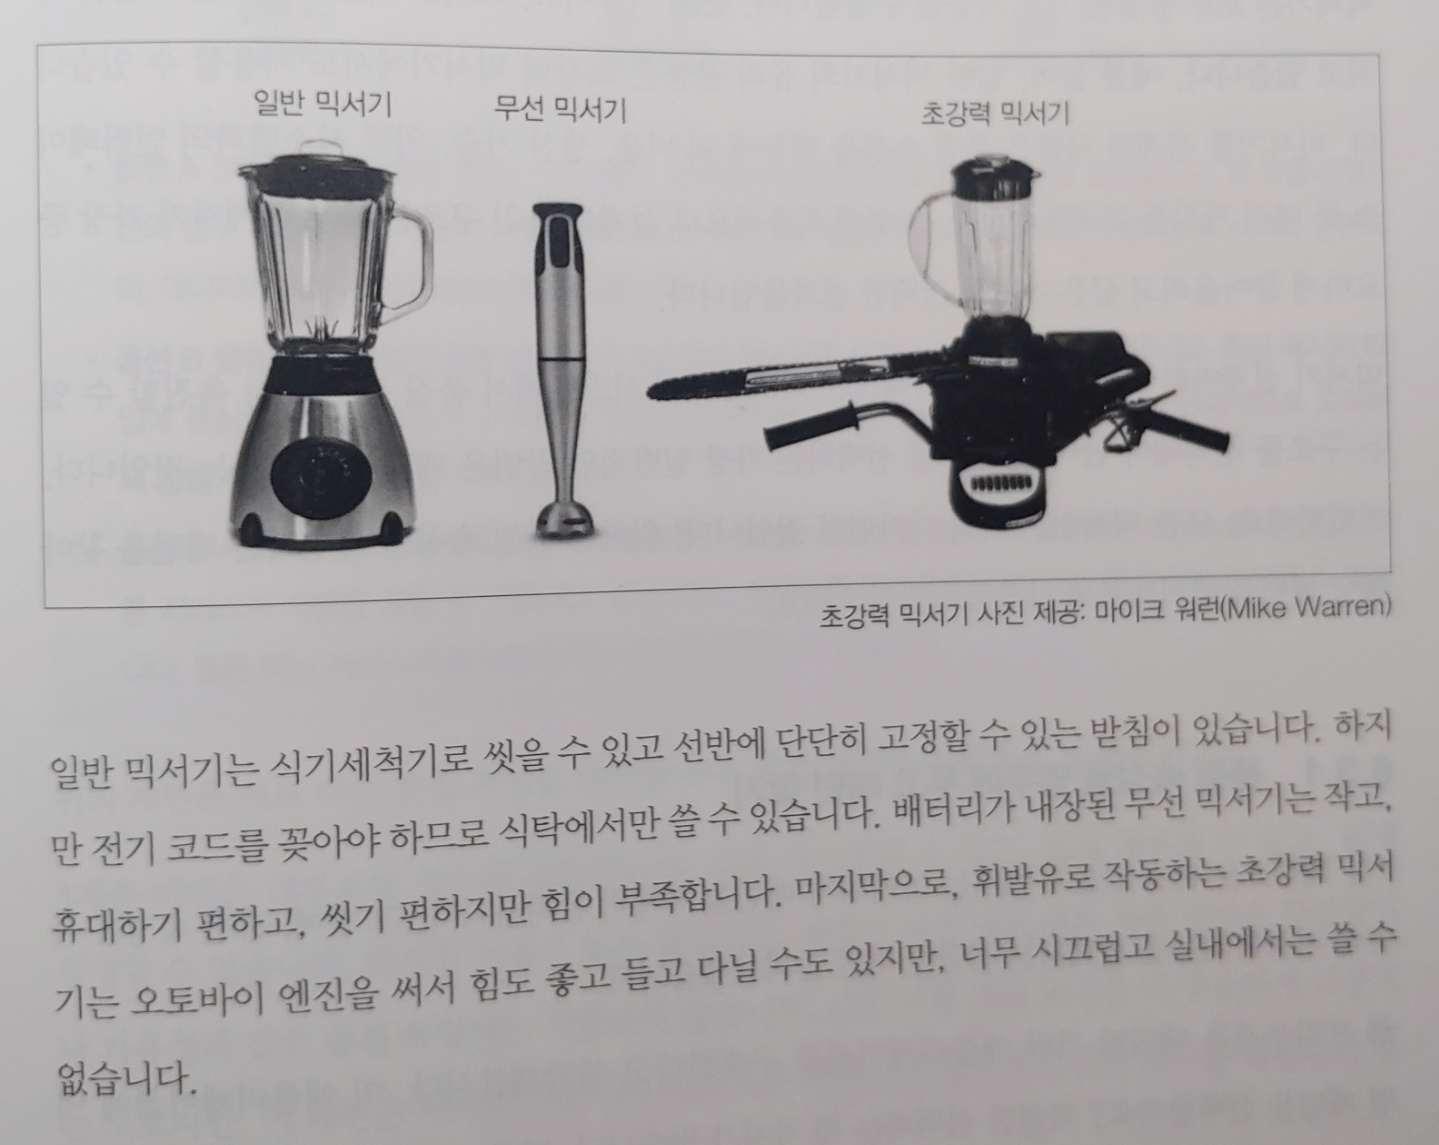 일반 믹서기
무선 믹서기
초강력 믹서기
초강력 믹서기 사진 제공: 마이크 워런(Mike Warren)
일반 믹서기는 식기세척기로 씻을 수 있고 선반에 단단히 고정할 수 있는 받침이 있습니다. 하지
만 전기 코드를 꽂아야 하므로 식탁에서만 쓸 수 있습니다. 배터리가 내장된 무선 믹서기는 작고,
휴대하기 편하고, 씻기 편하지만 힘이 부족합니다. 마지막으로, 휘발유로 작동하는 초강력 믹서
기는 오토바이 엔진을 써서 힘도 좋고 들고 다닐 수도 있지만, 너무 시끄럽고 실내에서는 쓸 수
없습니다.